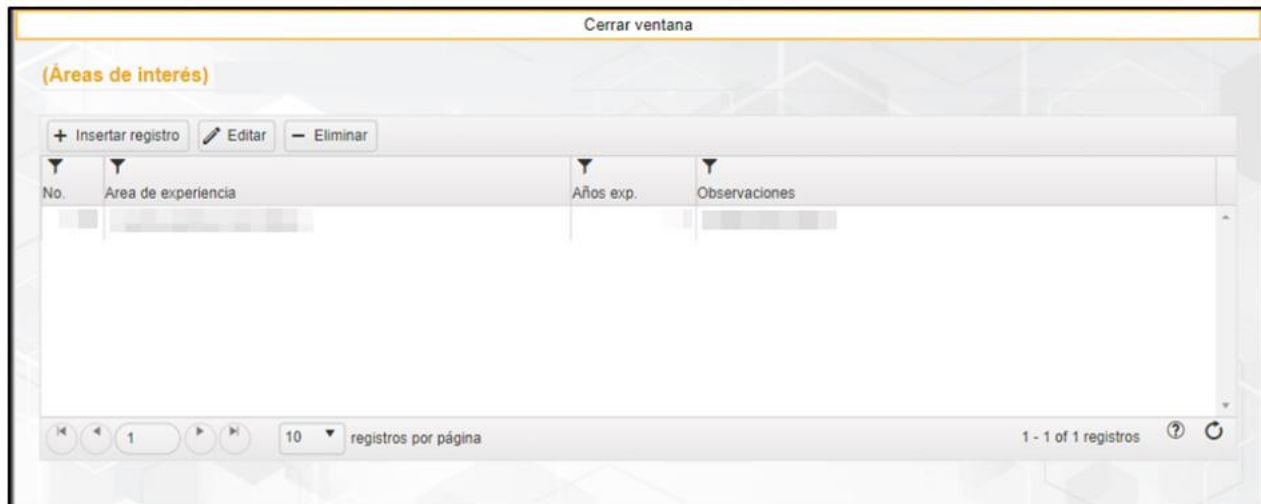 Cerrar ventana
(Áreas de interés)
+ Insertar registro Editar − Eliminar
No. Area de experiencia Años exp. Observaciones
1 10 registros por página 1 - 1 of 1 registros